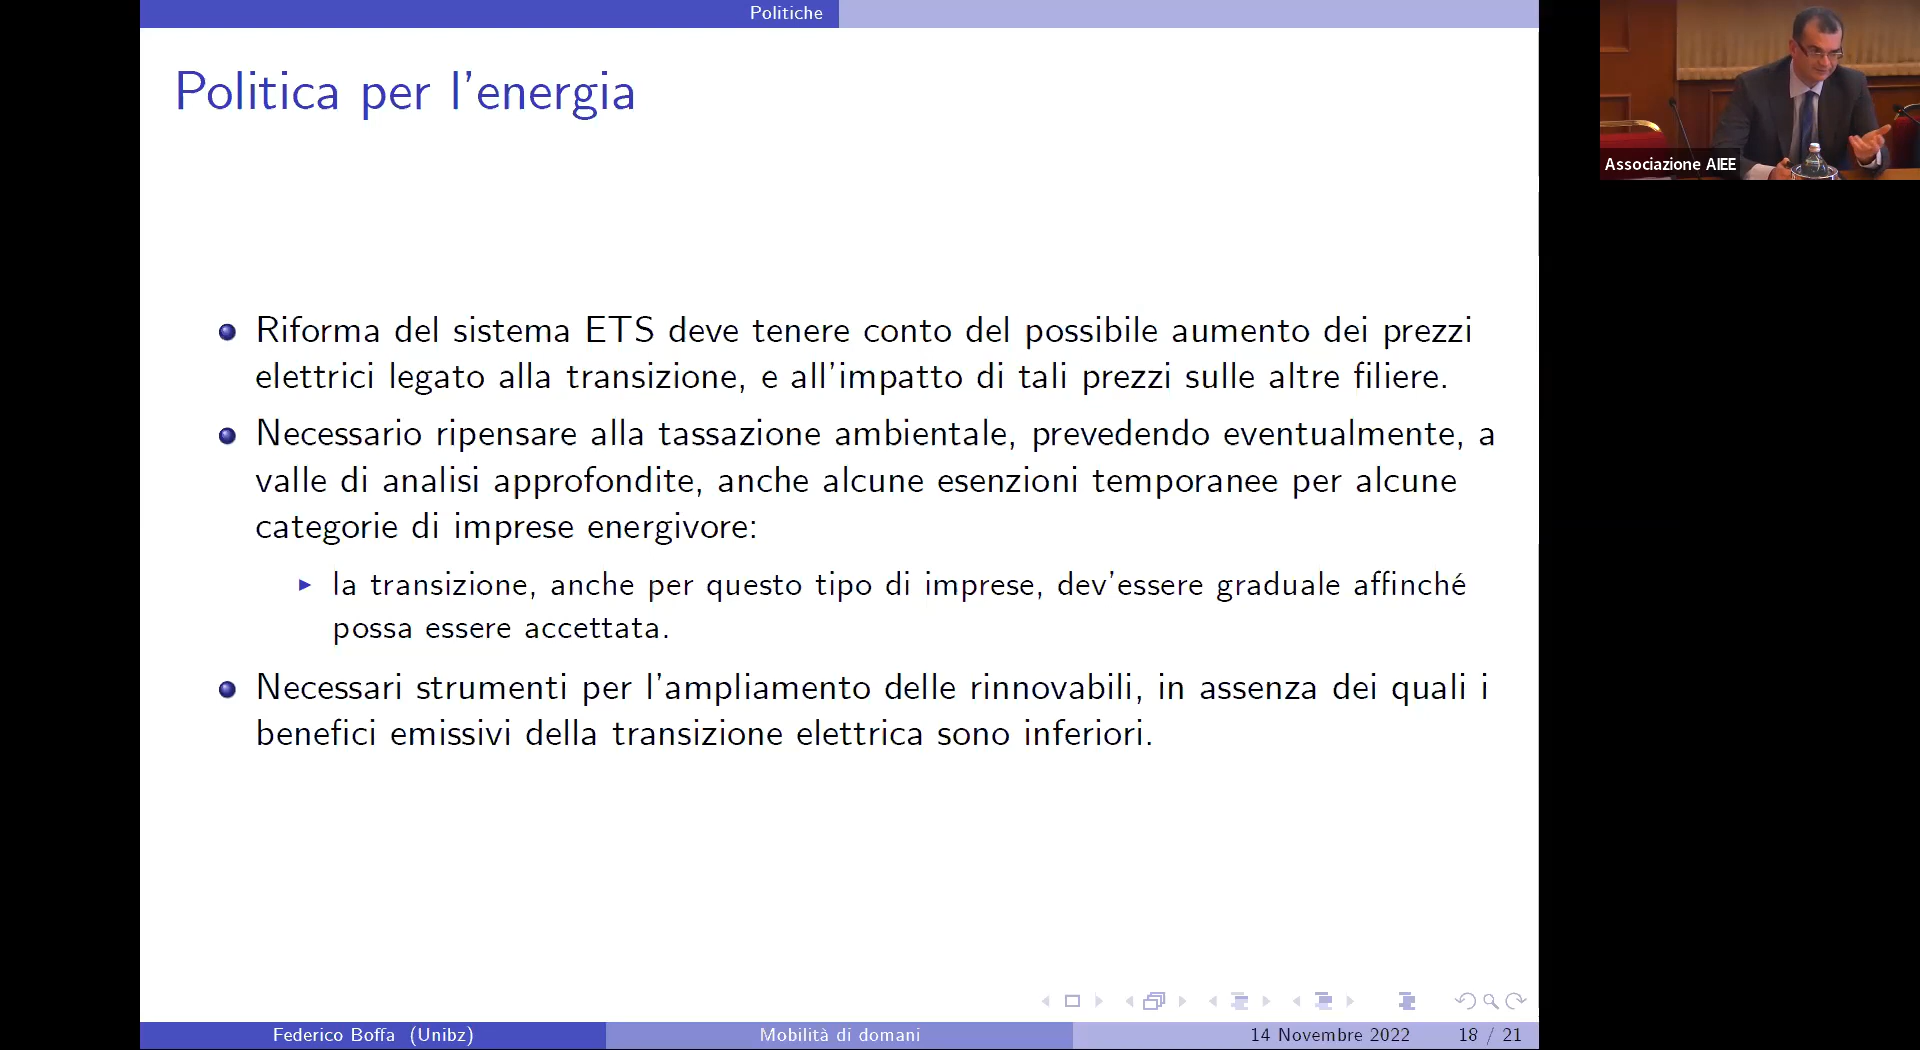 Politiche
Politica per l'energia
Riforma del sistema ETS deve tenere conto del possibile aumento dei prezzi
elettrici legato alla transizione, e all'impatto di tali prezzi sulle altre filiere.
Necessario ripensare alla tassazione ambientale, prevedendo eventualmente, a
valle di analisi approfondite, anche alcune esenzioni temporanee per alcune
categorie di imprese energivore:
la transizione, anche per questo tipo di imprese, dev'essere graduale affinché
possa essere accettata.
Necessari strumenti per l'ampliamento delle rinnovabili, in assenza dei quali i
benefici emissivi della transizione elettrica sono inferiori.
Federico Boffa (Unibz)
Mobilità di domani
14 Novembre 2022
18 / 21
Associazione AIEE